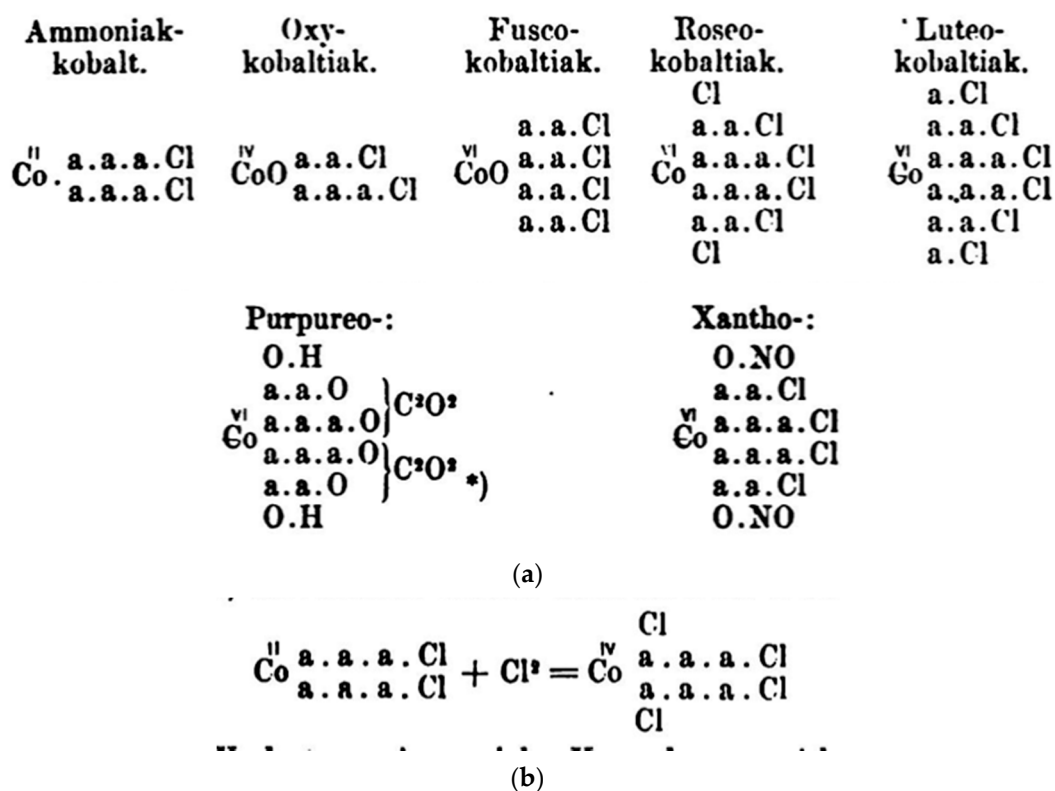 Ammoniak-kobalt.
Oxy-kobaltiak.
Fusco-kobaltiak.
Roseo-kobaltiak.
Luteo-kobaltiak.
II
Co. a.a.a.Cl
a.a.a.Cl
IV
CoO a.a.Cl
a.a.a.Cl
a.a.Cl
VI
CoO a.a.Cl
a.a.Cl
a.a.Cl
Cl
a.a.Cl
VI
Co a.a.a.Cl
a.a.a.Cl
a.a.Cl
Cl
a.Cl
a.a.Cl
VI
Co a.a.a.Cl
a.a.a.Cl
a.a.Cl
a.Cl
Purpureo-:
O.H
a.a.O } C²O²
VI
Co a.a.a.O
a.a.a.O } C²O² *)
a.a.O
O.H
Xantho-:
O.NO
a.a.Cl
VI
Co a.a.a.Cl
a.a.a.Cl
a.a.Cl
O.NO
(a)
II
Co a.a.a.Cl + Cl² = 
a.a.a.Cl
Cl
IV
Co a.a.a.Cl
a.a.a.Cl
Cl
(b)